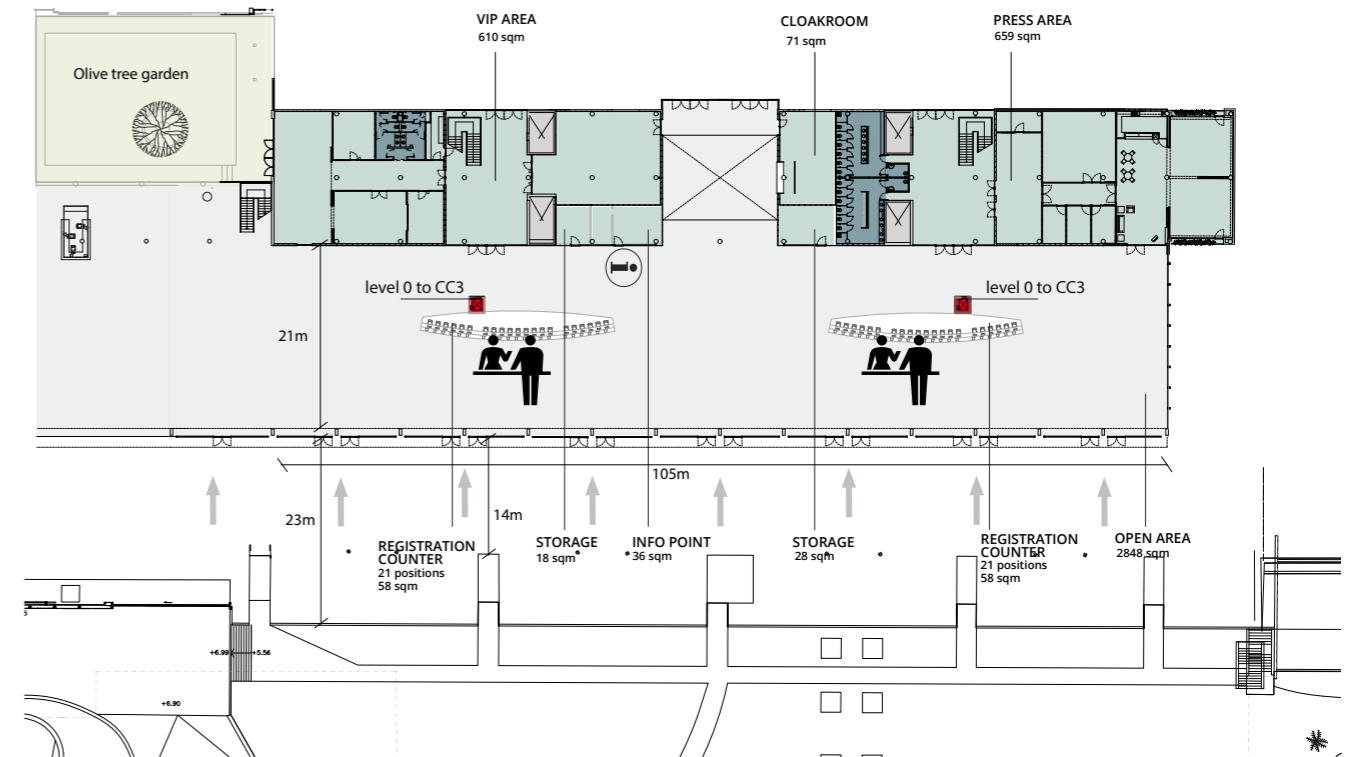 VIP AREA
610 sqm
CLOAKROOM
71 sqm
PRESS AREA
659 sqm
Olive tree garden
i
level 0 to CC3
level 0 to CC3
21m
105m
23m
14m
REGISTRATION
COUNTER
21 positions
58 sqm
STORAGE
18 sqm
INFO POINT
36 sqm
STORAGE
28 sqm
REGISTRATION
COUNTER
21 positions
58 sqm
OPEN AREA
2848 sqm
+6.99
+5.56
+6.90